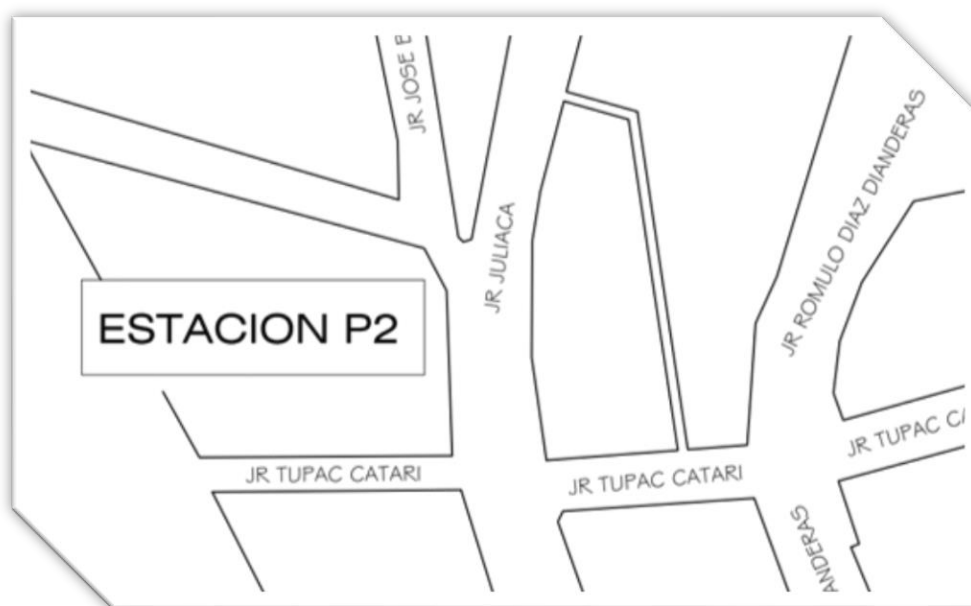 JR JOSE
JR JULIACA
JR ROMULO DIAZ DIANDERAS
ESTACION P2
JR TUPAC CATARI
JR TUPAC CATARI
JR TUPAC
ANDERAS